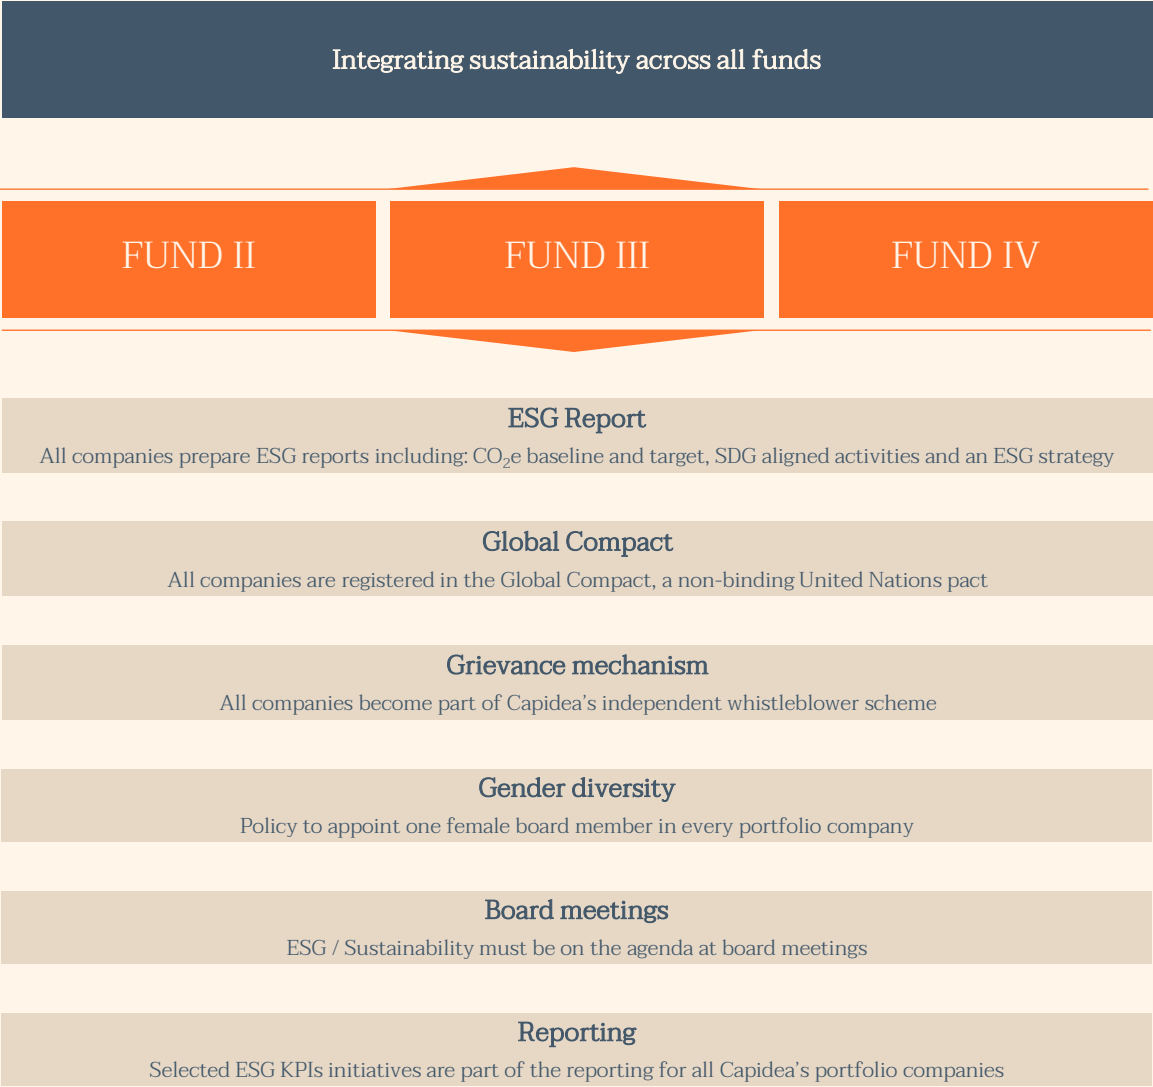 Integrating sustainability across all funds
FUND II
FUND III
FUND IV
ESG Report
All companies prepare ESG reports including: CO₂e baseline and target, SDG aligned activities and an ESG strategy
Global Compact
All companies are registered in the Global Compact, a non-binding United Nations pact
Grievance mechanism
All companies become part of Capidea’s independent whistleblower scheme
Gender diversity
Policy to appoint one female board member in every portfolio company
Board meetings
ESG / Sustainability must be on the agenda at board meetings
Reporting
Selected ESG KPIs initiatives are part of the reporting for all Capidea’s portfolio companies